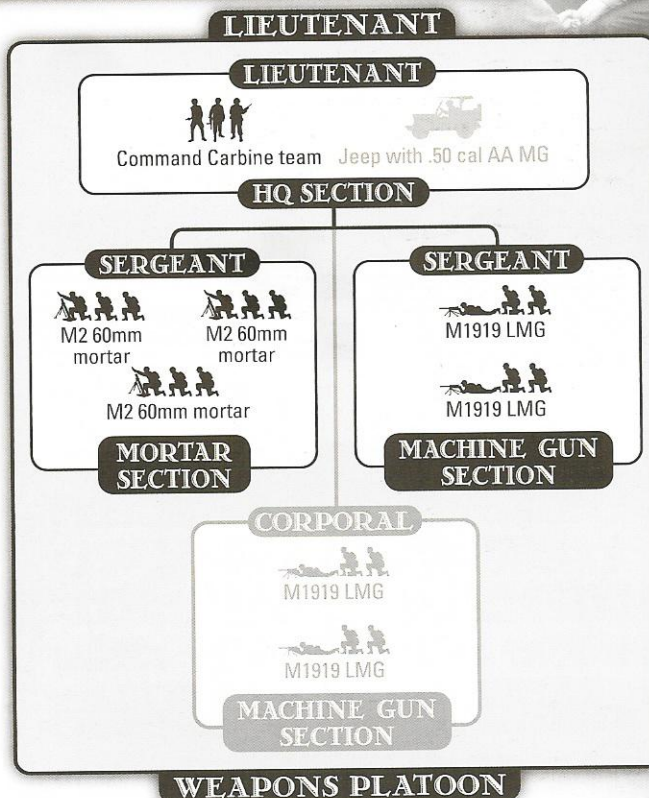 LIEUTENANT
LIEUTENANT
Command Carbine team
Jeep with .50 cal AA MG
HQ SECTION
SERGEANT
M2 60mm
mortar
M2 60mm
mortar
M2 60mm mortar
MORTAR
SECTION
SERGEANT
M1919 LMG
M1919 LMG
MACHINE GUN
SECTION
CORPORAL
M1919 LMG
M1919 LMG
MACHINE GUN
SECTION
WEAPONS PLATOON